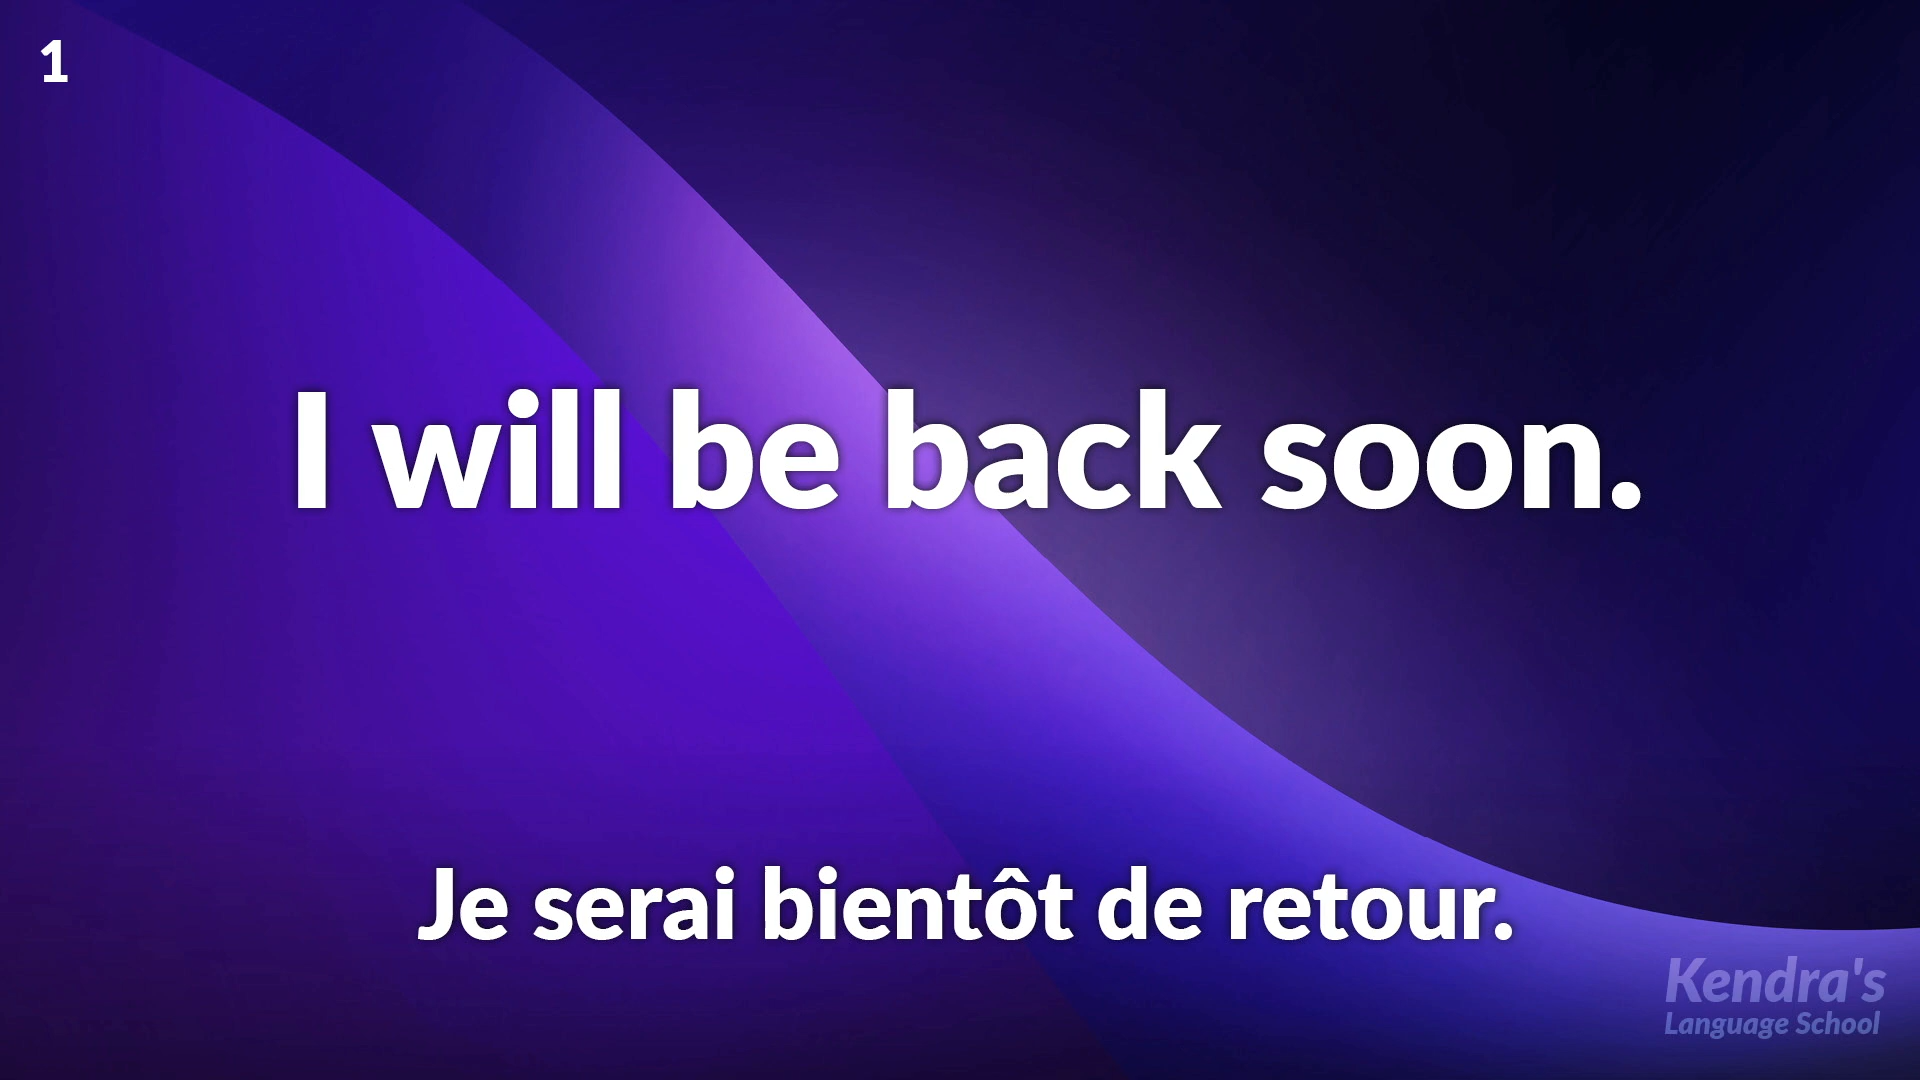 1
I will be back soon.
Je serai bientôt de retour.
Kendra's
Language School